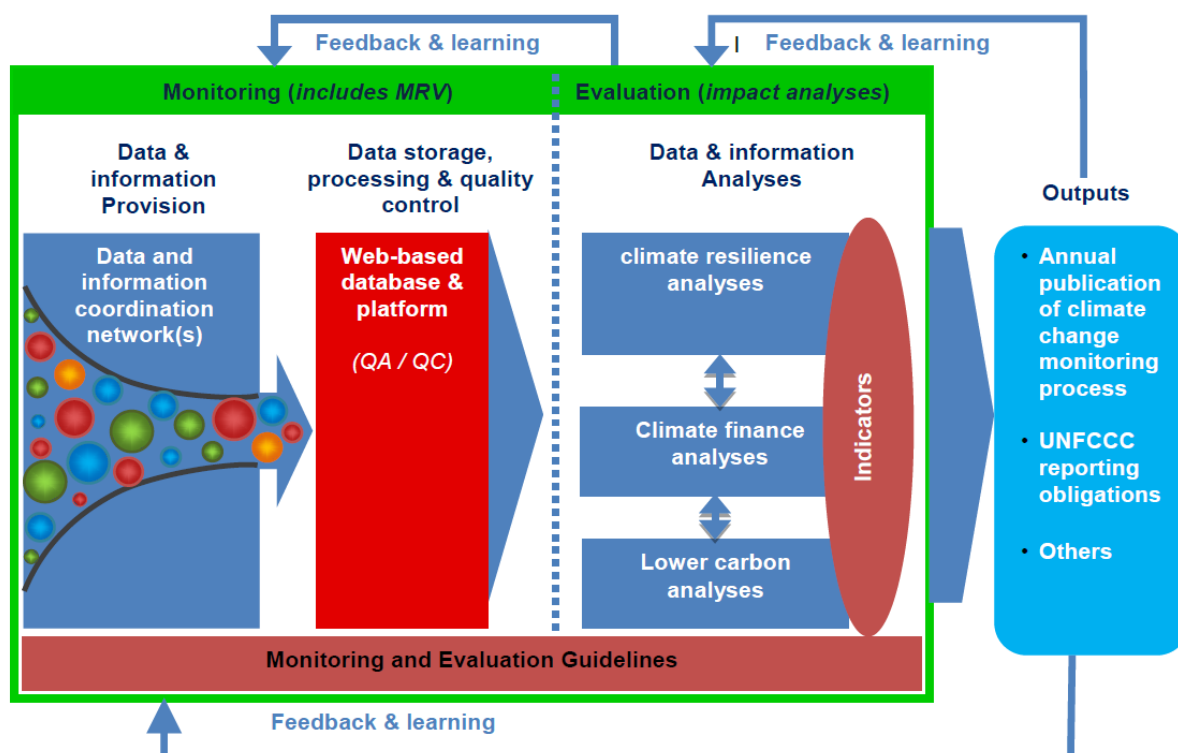 Feedback & learning
| Feedback & learning
Monitoring (includes MRV)
Evaluation (impact analyses)
Data &
information
Provision
Data storage,
processing & quality
control
Data & information
Analyses
Outputs
Data and
information
coordination
network(s)
Web-based
database &
platform
(QA / QC)
climate resilience
analyses
Climate finance
analyses
Lower carbon
analyses
Indicators
• Annual
publication
of climate
change
monitoring
process
• UNFCCC
reporting
obligations
• Others
Monitoring and Evaluation Guidelines
Feedback & learning